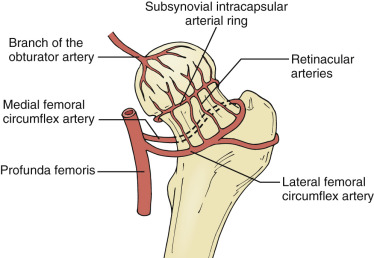 Subsynovial intracapsular
arterial ring
Branch of the
obturator artery
Retinacular
arteries
Medial femoral
circumflex artery
Profunda femoris
Lateral femoral
circumflex artery